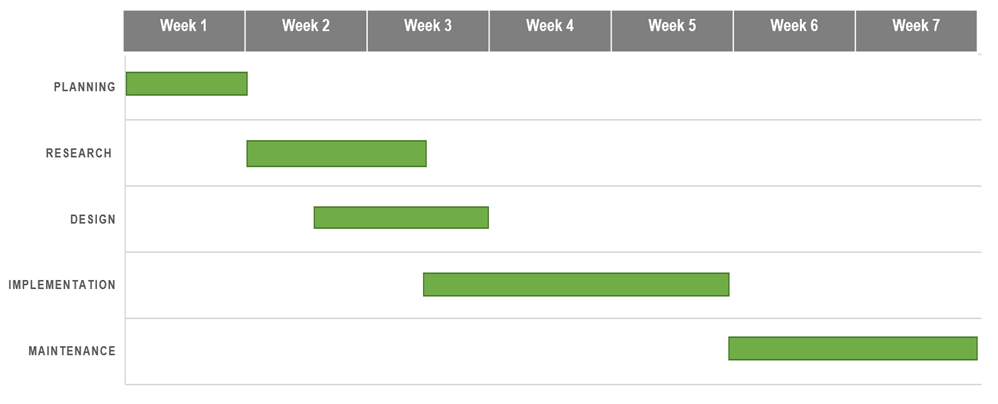 Week 1 Week 2 Week 3 Week 4 Week 5 Week 6 Week 7
PLANNING
RESEARCH
DESIGN
IMPLEMENTATION
MAINTENANCE